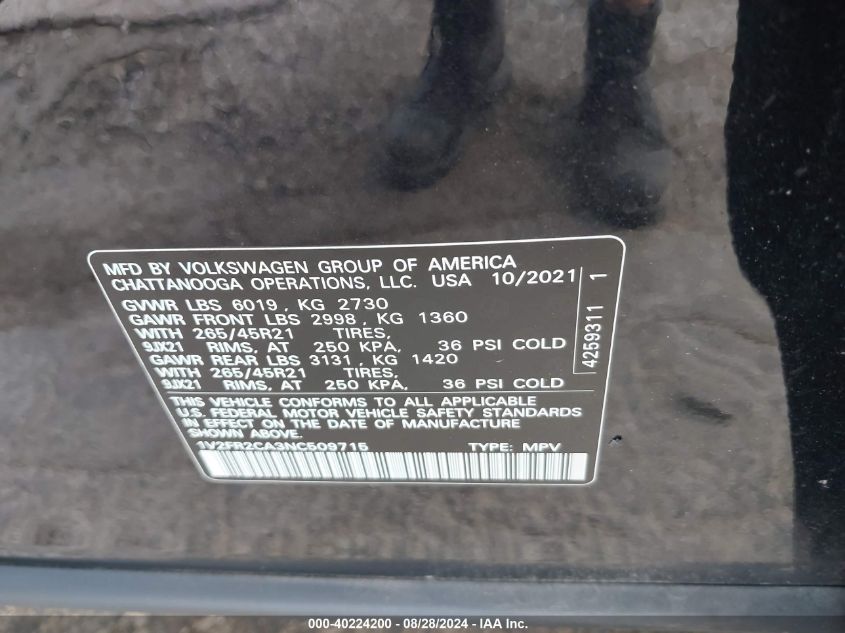 MFD BY VOLKSWAGEN GROUP OF AMERICA
CHATTANOOGA OPERATIONS, LLC. USA 10/2021
GVWR LBS 6019, KG 2730
GAWR FRONT LBS 2998, KG 1360
WITH 265/45R21 TIRES,
9JX21 RIMS, AT 250 KPA, 36 PSI COLD
GAWR REAR LBS 3131, KG 1420
WITH 265/45R21 TIRES,
9JX21 RIMS, AT 250 KPA, 36 PSI COLD
4259311 1
THIS VEHICLE CONFORMS TO ALL APPLICABLE
U.S. FEDERAL MOTOR VEHICLE SAFETY STANDARDS
IN EFFECT ON THE DATE OF MANUFACTURE
SHOWN ABOVE
1V2FR2CA3NC509715 TYPE: MPV
000-40224200 - 08/28/2024 - IAA Inc.